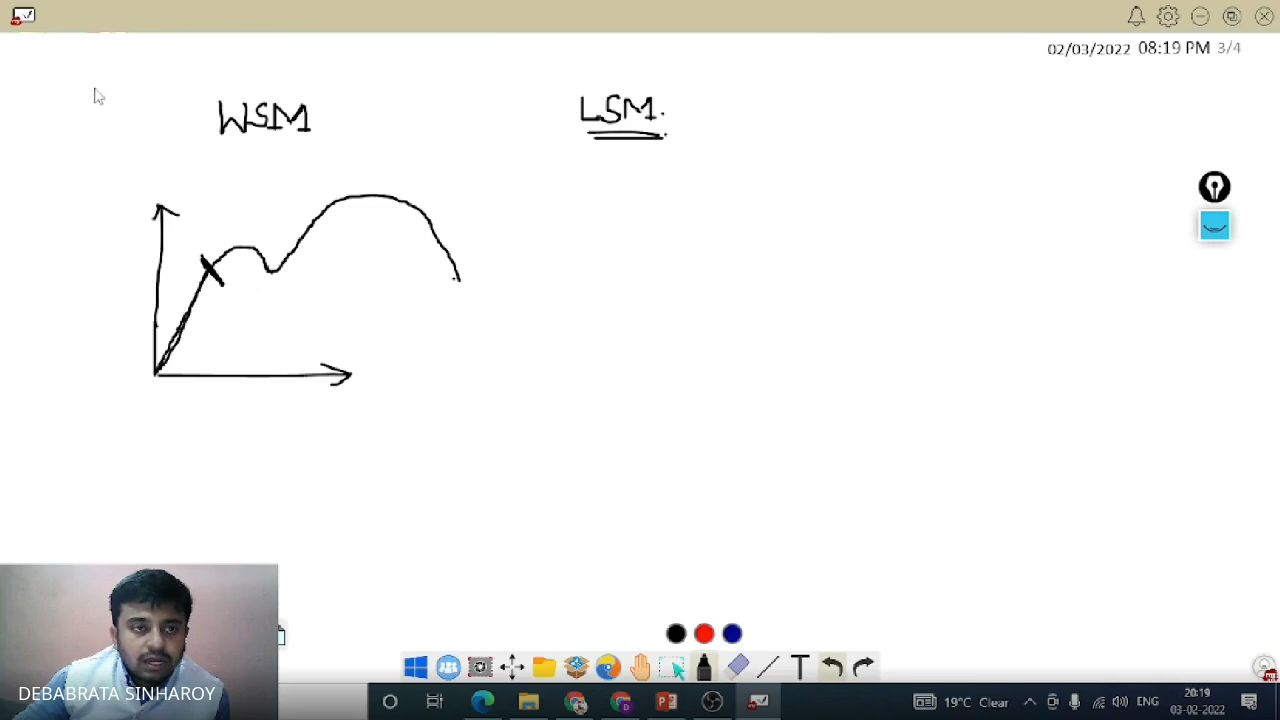 02/03/2022 08:19 PM 3/4
WSM
LSM.
DEBABRATA SINHAROY
19°C Clear
ENG
20:19
03-02-2022